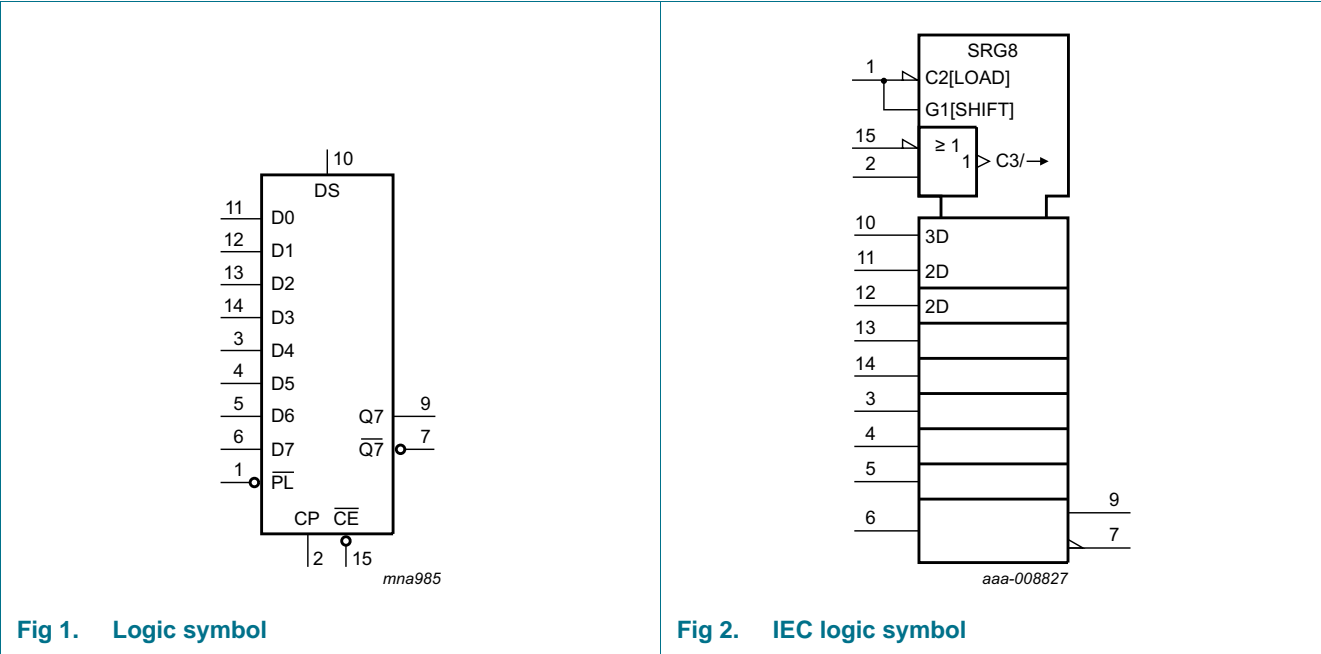 10
DS
11 D0
12 D1
13 D2
14 D3
3 D4
4 D5
5 D6 Q7 9
6 D7 Q̅7̅ 7
1 P̅L̅
CP C̅E̅
2 15
mna985
Fig 1. Logic symbol
SRG8
1 C2[LOAD]
G1[SHIFT]
15 ≥ 1
2 1 C3/→
10 3D
11 2D
12 2D
13
14
3
4
5
9
6
7
aaa-008827
Fig 2. IEC logic symbol